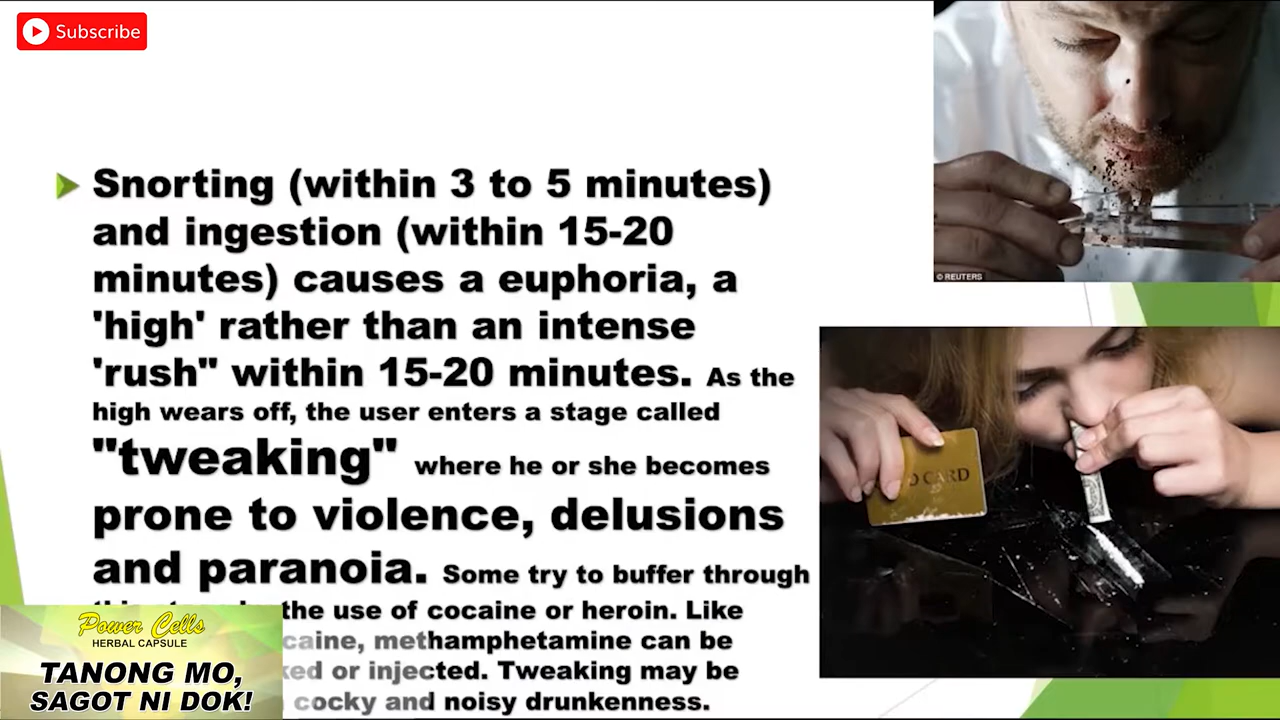 Subscribe
Snorting (within 3 to 5 minutes)
and ingestion (within 15-20
minutes) causes a euphoria, a
'high' rather than an intense
'rush" within 15-20 minutes. As the
high wears off, the user enters a stage called
"tweaking" where he or she becomes
prone to violence, delusions
and paranoia. Some try to buffer through
the use of cocaine or heroin. Like
methamphetamine can be
or injected. Tweaking may be
cocky and noisy drunkenness.
© REUTERS
CARD
Power Cells
HERBAL CAPSULE
TANONG MO,
SAGOT NI DOK!